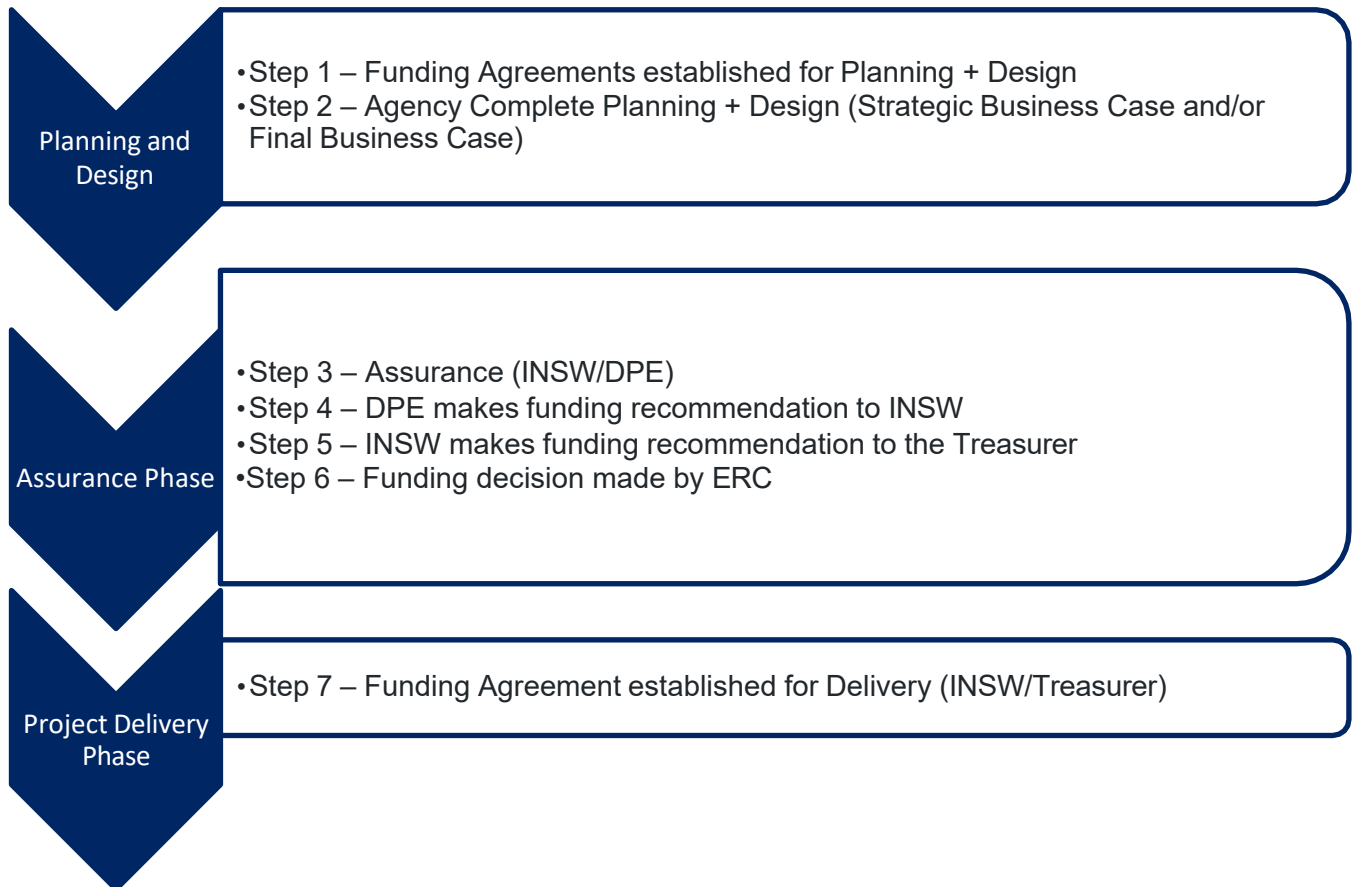 Planning and
Design
•Step 1 – Funding Agreements established for Planning + Design
•Step 2 – Agency Complete Planning + Design (Strategic Business Case and/or
Final Business Case)
Assurance Phase
•Step 3 – Assurance (INSW/DPE)
•Step 4 – DPE makes funding recommendation to INSW
•Step 5 – INSW makes funding recommendation to the Treasurer
•Step 6 – Funding decision made by ERC
Project Delivery
Phase
•Step 7 – Funding Agreement established for Delivery (INSW/Treasurer)